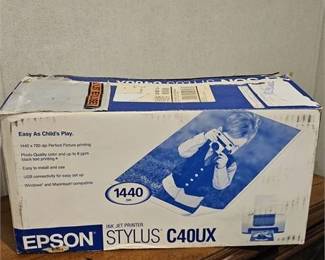 Easy As Child's Play.
1440 x 720 dpi Perfect Picture printing
Photo Quality color and up to 8 ppm
black text printing
Easy to install and use
USB connectivity for easy set up
Windows® and Macintosh® compatible
1440
dpi
INK JET PRINTER
EPSON STYLUS C40UX